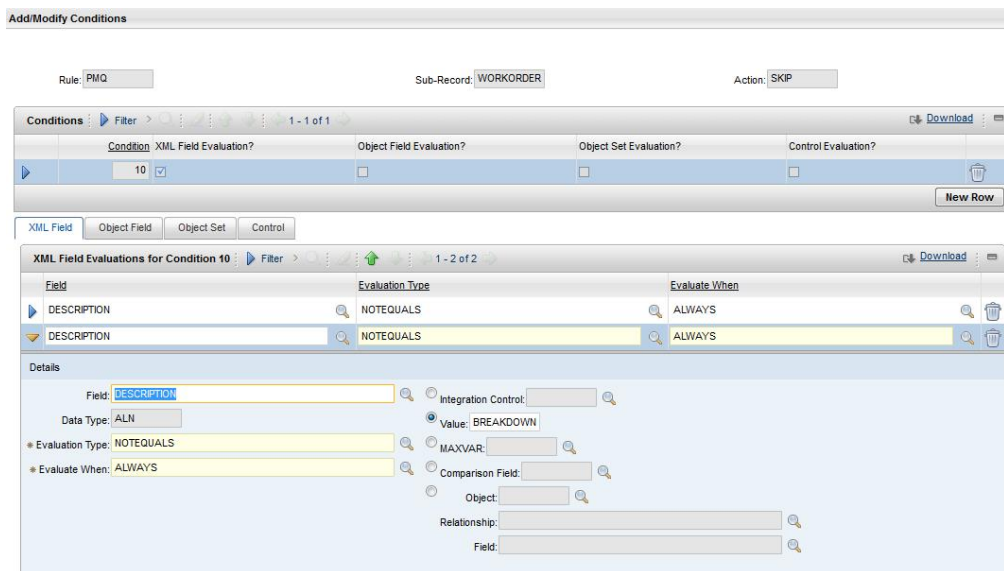 Add/Modify Conditions
Rule: PMQ Sub-Record: WORKORDER Action: SKIP
Conditions Filter 1 - 1 of 1 Download
Condition XML Field Evaluation? Object Field Evaluation? Object Set Evaluation? Control Evaluation?
10
New Row
XML Field Object Field Object Set Control
XML Field Evaluations for Condition 10 Filter 1 - 2 of 2 Download
Field Evaluation Type Evaluate When
DESCRIPTION NOTEQUALS ALWAYS
DESCRIPTION NOTEQUALS ALWAYS
Details
Field: DESCRIPTION Integration Control:
Data Type: ALN Value: BREAKDOWN
* Evaluation Type: NOTEQUALS MAXVAR:
* Evaluate When: ALWAYS Comparison Field:
Object:
Relationship:
Field: